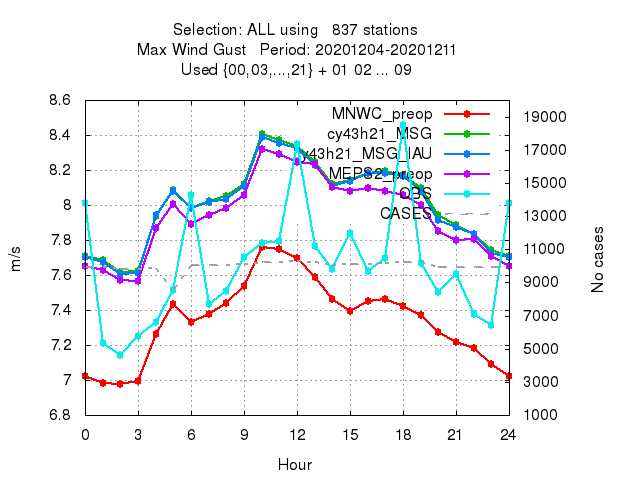 Selection: ALL using   837 stations
Max Wind Gust   Period: 20201204-20201211
Used {00,03,...,21} + 01 02 ... 09
8.6
8.4
8.2
8
7.8
7.6
7.4
7.2
7
6.8
m/s
MNWC_preop
cy43h21_MSG
cy43h21_MSG_IAU
MEPS2_preop
OBS
CASES
19000
17000
15000
13000
11000
9000
7000
5000
3000
1000
No cases
0 3 6 9 12 15 18 21 24
Hour